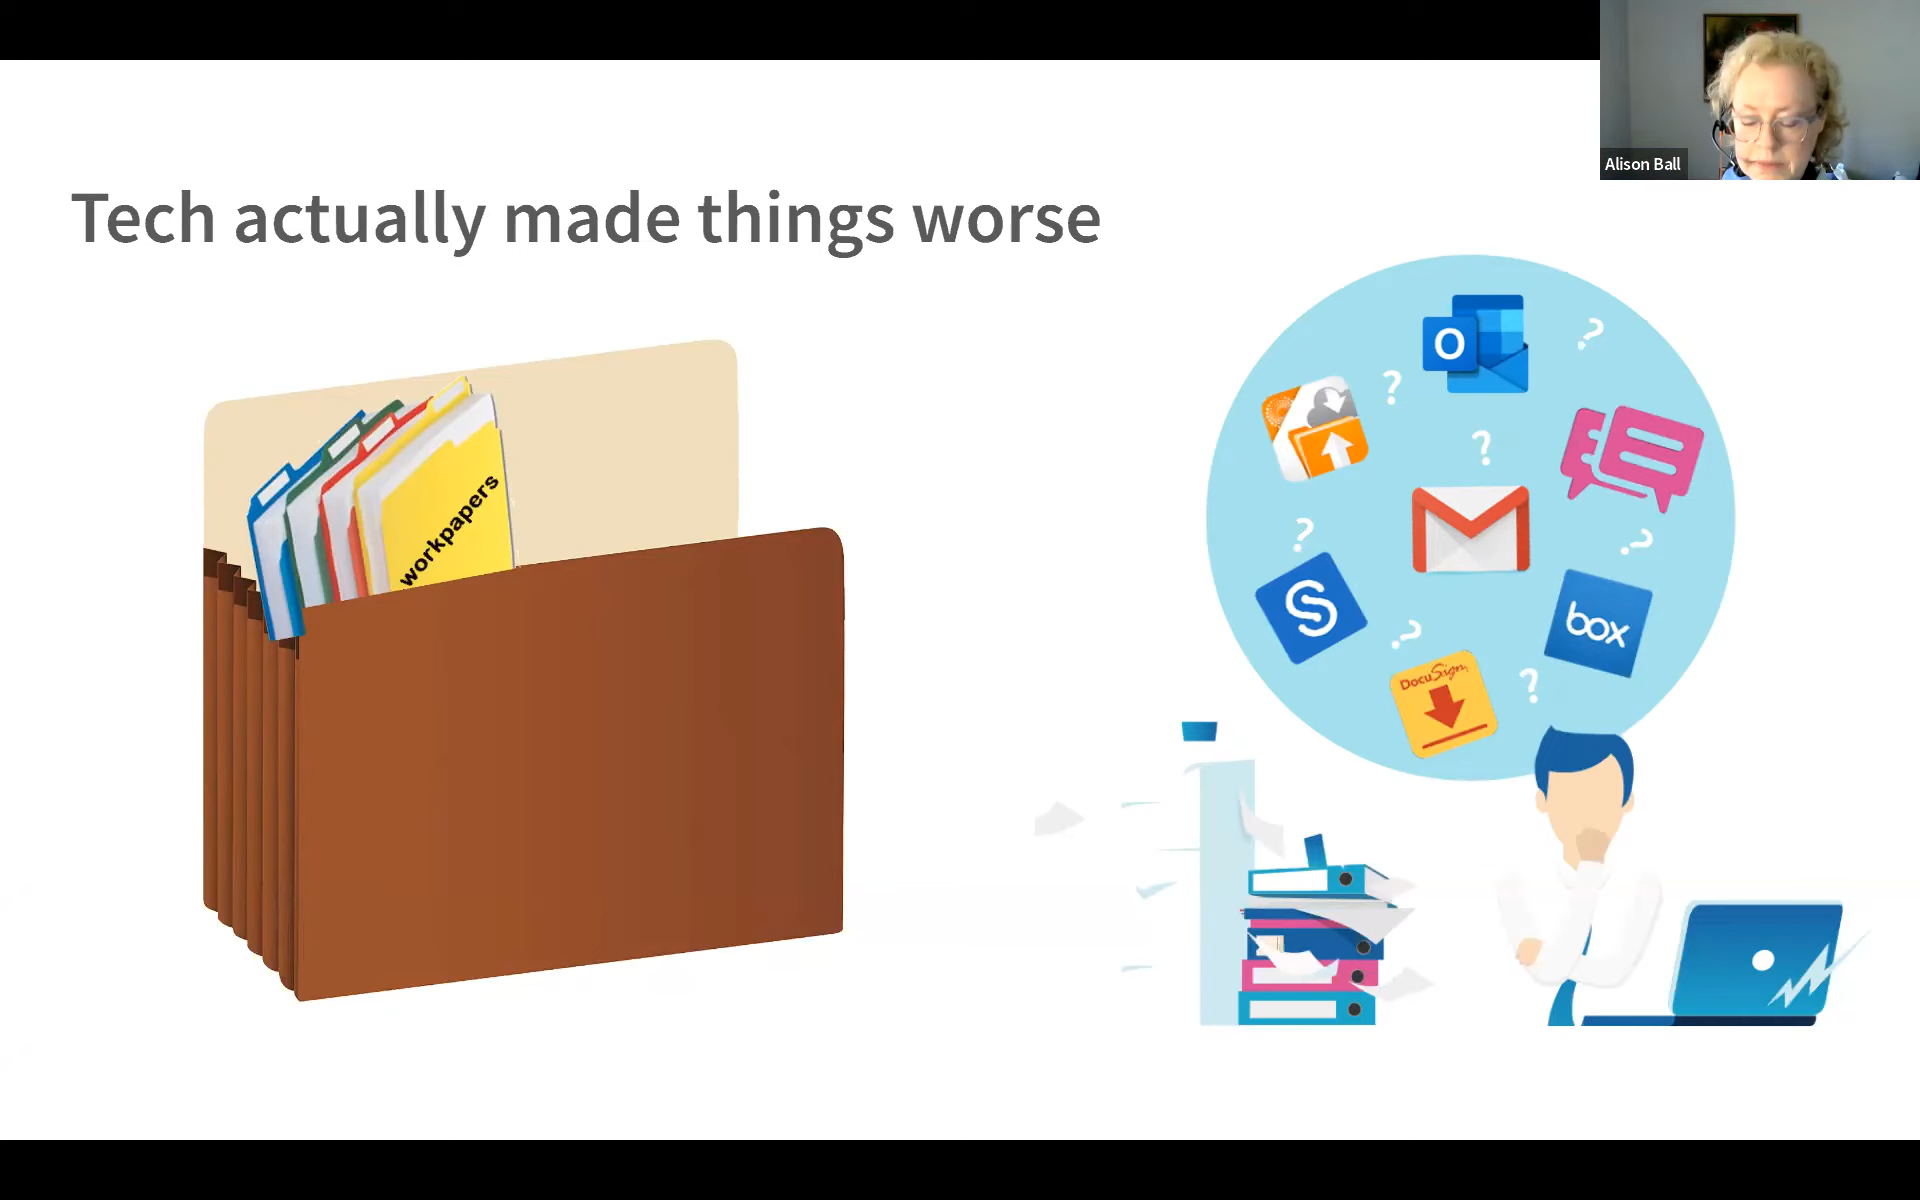 Alison Ball
Tech actually made things worse
workpapers
O
S
box
DocuSign
?
?
?
?
?
?
?